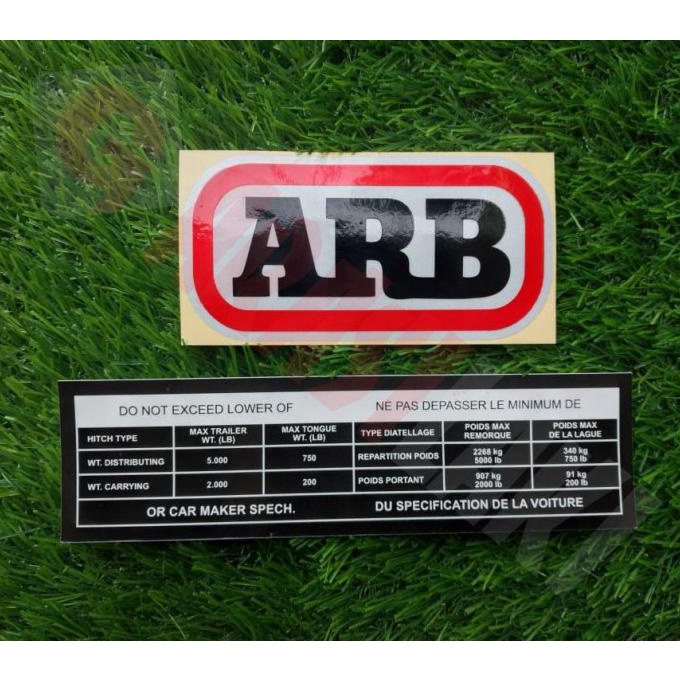 ARB
DO NOT EXCEED LOWER OF NE PAS DEPASSER LE MINIMUM DE
HITCH TYPE MAX TRAILER WT. (LB) MAX TONGUE WT. (LB) TYPE DIATELLAGE POIDS MAX REMORQUE POIDS MAX DE LA LAGUE
WT. DISTRIBUTING 5.000 750 REPARTITION POIDS 2268 kg 5000 lb 340 kg 750 lb
WT. CARRYING 2.000 200 POIDS PORTANT 907 kg 2000 lb 91 kg 200 lb
OR CAR MAKER SPECH. DU SPECIFICATION DE LA VOITURE